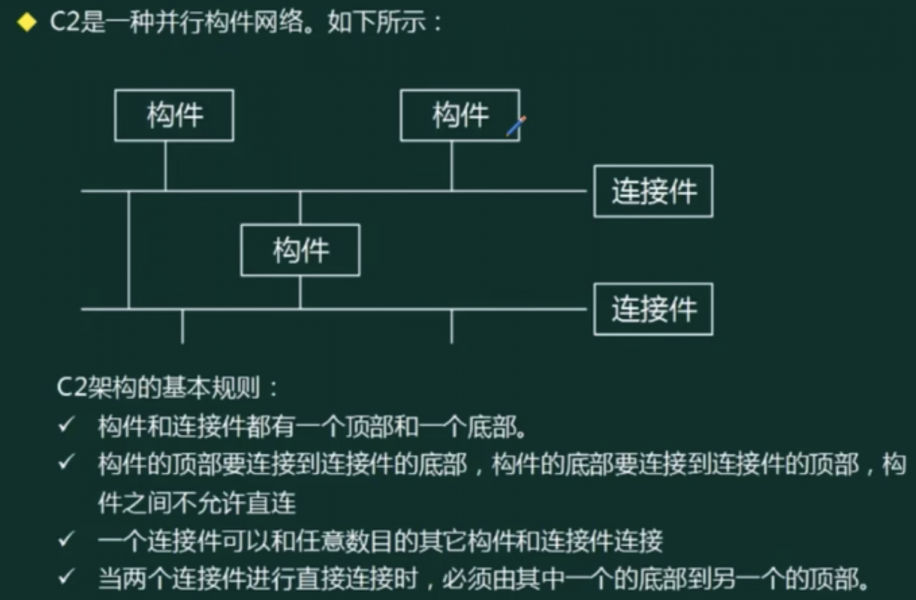 C2是一种并行构件网络。如下所示：
构件
构件
连接件
构件
连接件
C2架构的基本规则：
✓ 构件和连接件都有一个顶部和一个底部。
✓ 构件的顶部要连接到连接件的底部，构件的底部要连接到连接件的顶部，构
件之间不允许直连
✓ 一个连接件可以和任意数目的其它构件和连接件连接
✓ 当两个连接件进行直接连接时，必须由其中一个的底部到另一个的顶部。